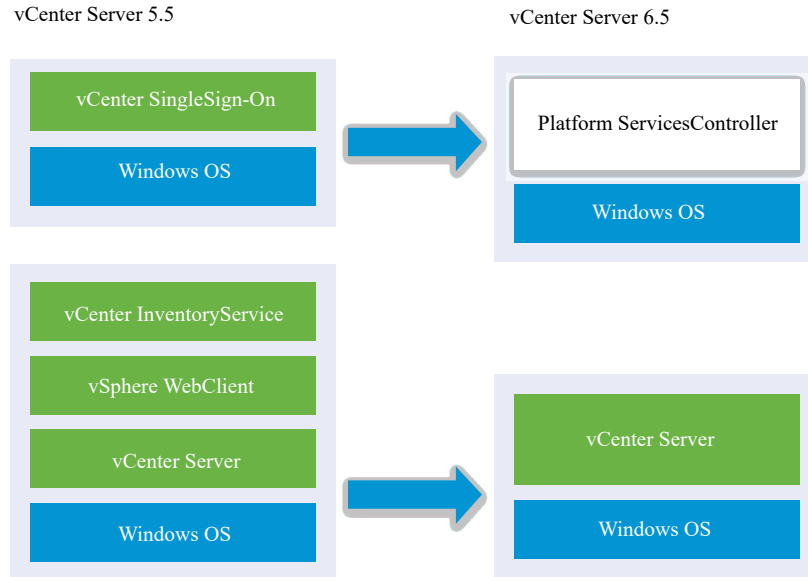 vCenter Server 5.5
vCenter Server 6.5
vCenter SingleSign-On
Windows OS
Platform ServicesController
Windows OS
vCenter InventoryService
vSphere WebClient
vCenter Server
Windows OS
vCenter Server
Windows OS